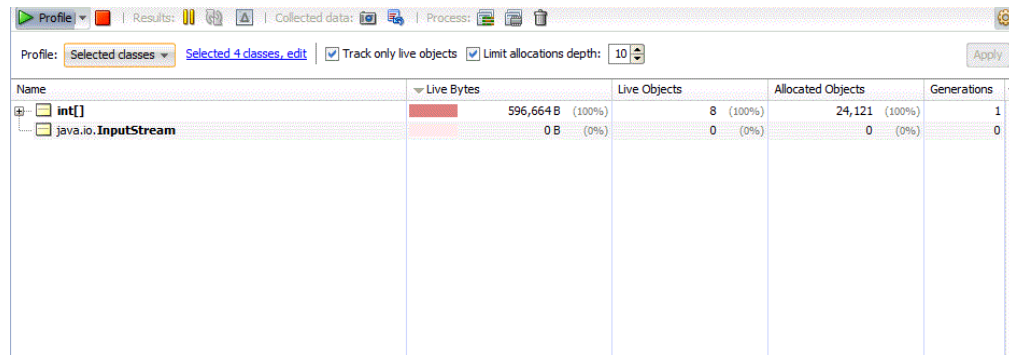 Profile Results: Collected data: Process:
Profile: Selected classes Selected 4 classes, edit Track only live objects Limit allocations depth: 10 Apply
Name Live Bytes Live Objects Allocated Objects Generations
int[] 596,664 B (100%) 8 (100%) 24,121 (100%) 1
java.io.InputStream 0 B (0%) 0 (0%) 0 (0%) 0